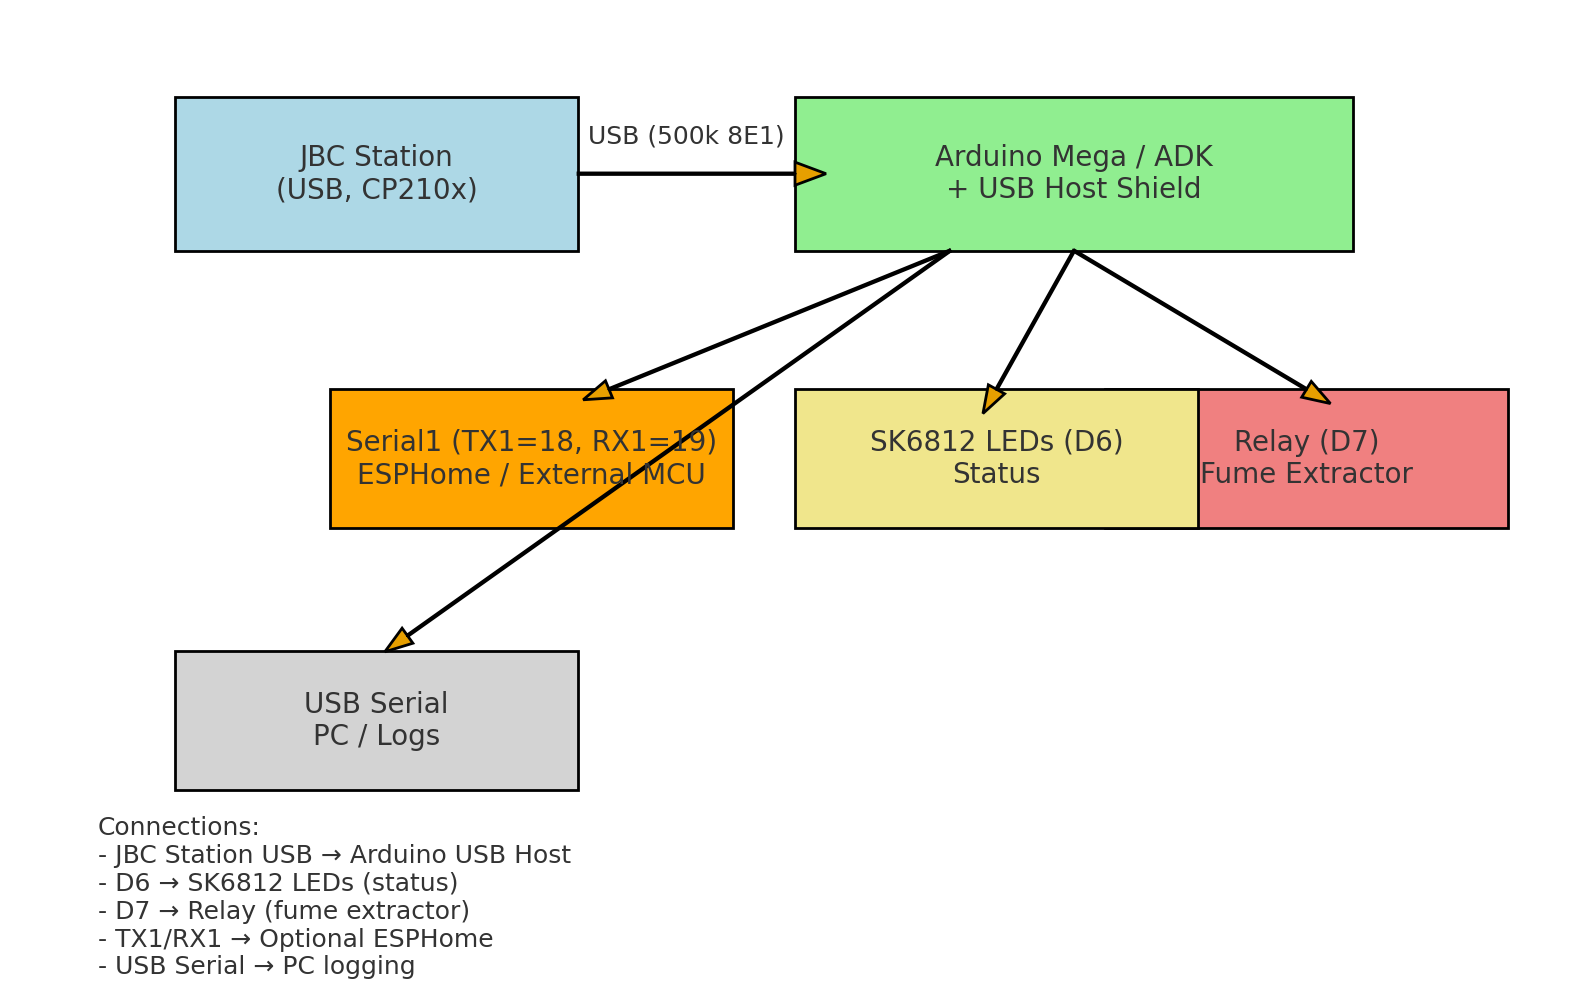 JBC Station
(USB, CP210x)
USB (500k 8E1)
Arduino Mega / ADK
+ USB Host Shield
Serial1 (TX1=18, RX1=19)
ESPHome / External MCU
SK6812 LEDs (D6)
Status
Relay (D7)
Fume Extractor
USB Serial
PC / Logs
Connections:
- JBC Station USB → Arduino USB Host
- D6 → SK6812 LEDs (status)
- D7 → Relay (fume extractor)
- TX1/RX1 → Optional ESPHome
- USB Serial → PC logging